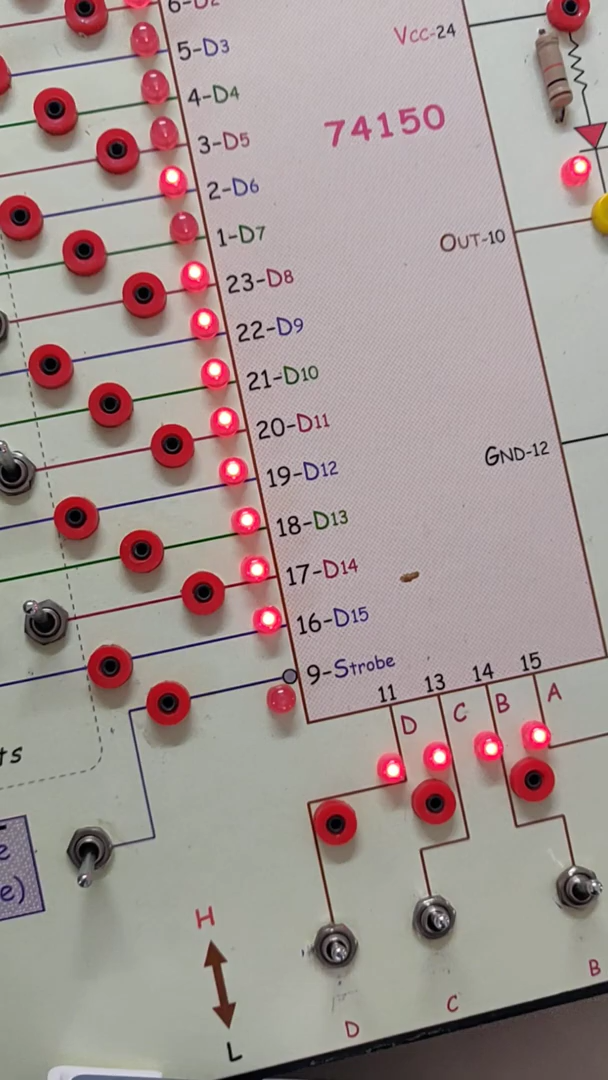 6-D2
5-D3
4-D4
3-D5
2-D6
1-D7
23-D8
22-D9
21-D10
20-D11
19-D12
18-D13
17-D14
16-D15
9-STROBE
VCC-24
74150
OUT-10
GND-12
11 13 14 15
D C B A
ts
e)
H
L
D C B